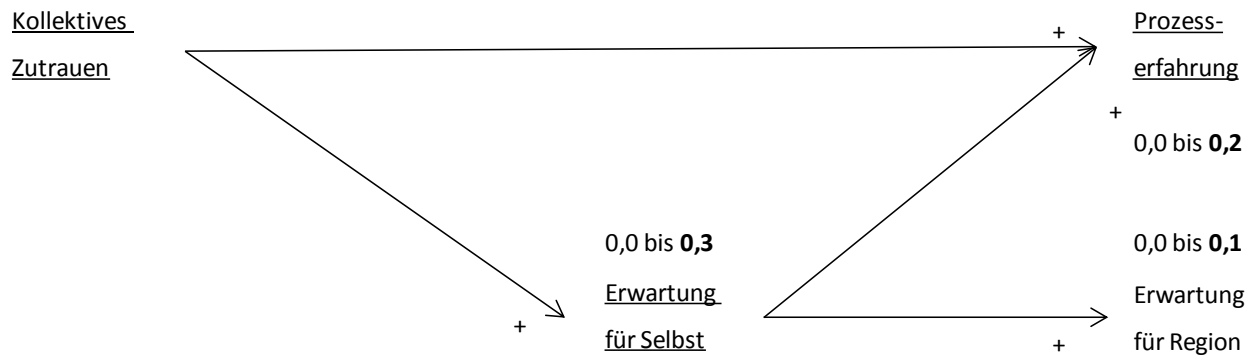 Kollektives
Zutrauen
+
Prozess-
erfahrung
+
0,0 bis 0,2
0,0 bis 0,3
Erwartung
für Selbst
+
0,0 bis 0,1
Erwartung
für Region
+